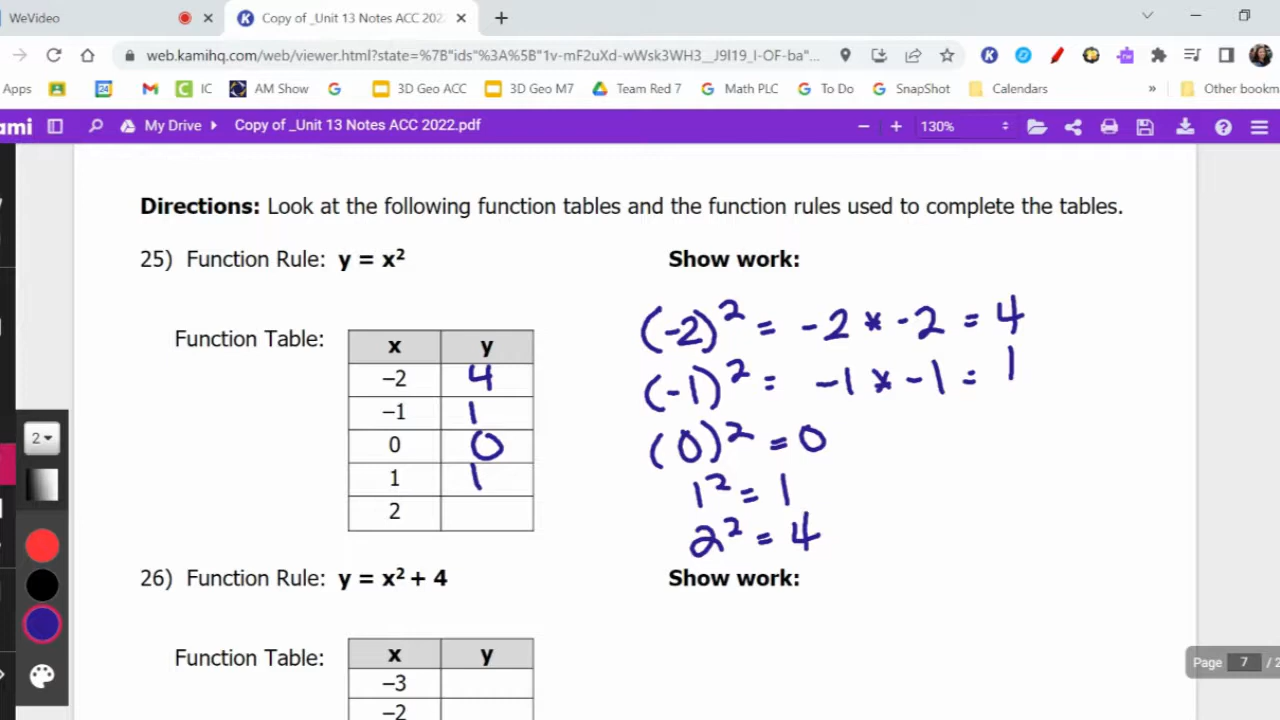 WeVideo
Copy of _Unit 13 Notes ACC 202
web.kamihq.com/web/viewer.html?state=%7B"ids"%3A%5B"1v-mF2uXd-wWsk3WH3__J9l19_I-OF-ba"...
Apps 24 IC AM Show 3D Geo ACC 3D Geo M7 Team Red 7 Math PLC To Do SnapShot Calendars » Other bookm
ami My Drive Copy of _Unit 13 Notes ACC 2022.pdf − + 130%
Directions: Look at the following function tables and the function rules used to complete the tables.
25) Function Rule: y = x² Show work:
(-2)² = -2 * -2 = 4
Function Table:
x y
−2 4
(-1)² = -1 * -1 = 1
−1 1
0 0
(0)² = 0
1 1
1² = 1
2
2² = 4
26) Function Rule: y = x² + 4 Show work:
Function Table:
x y
−3
−2
2
Page 7 / 2